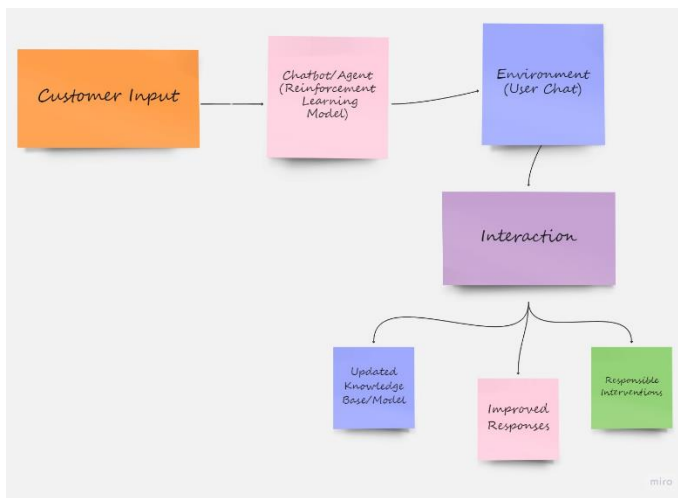 Customer Input
Chatbot/Agent
(Reinforcement
Learning
Model)
Environment
(User Chat)
Interaction
Updated
Knowledge
Base/Model
Improved
Responses
Responsible
Interventions
miro